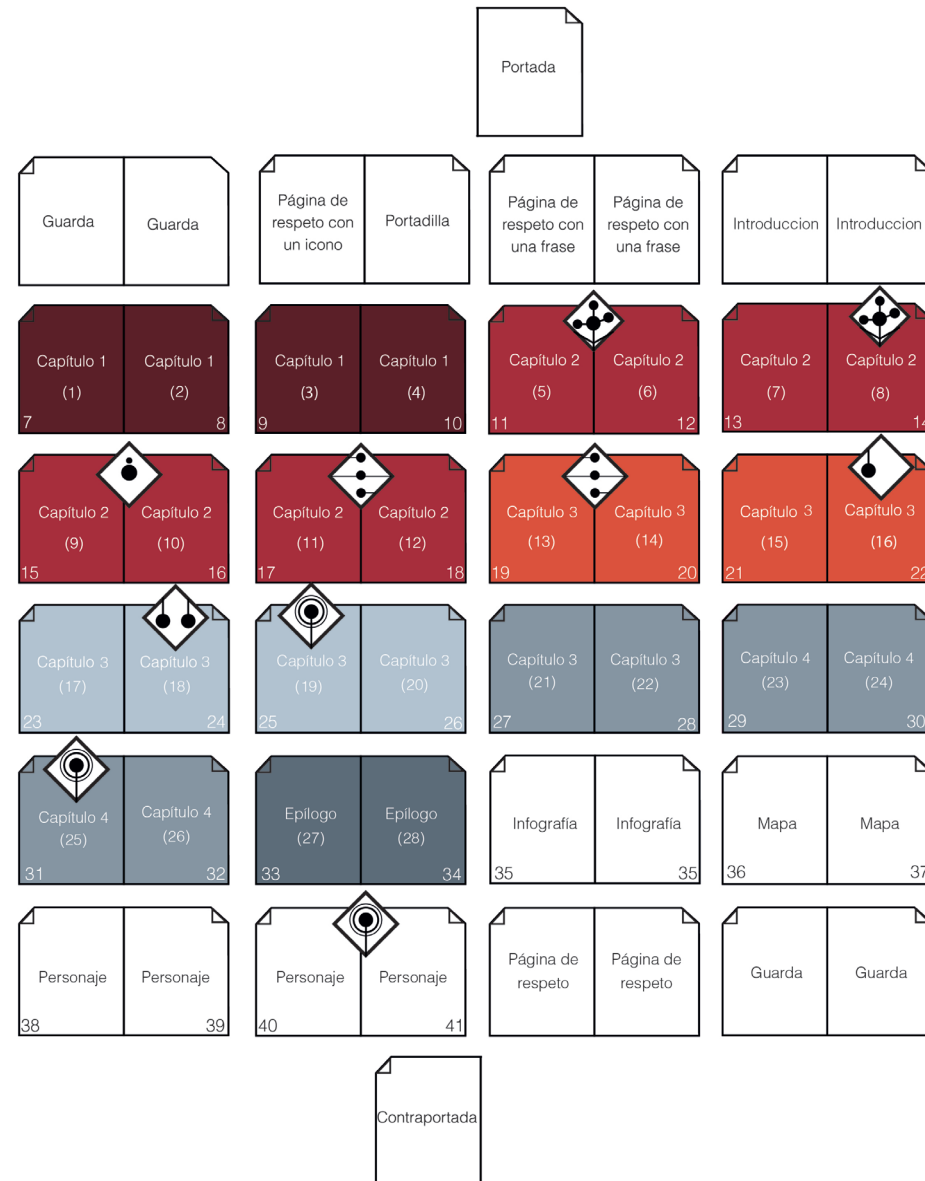 Portada
Guarda
Guarda
Página de
respeto con
un icono
Portadilla
Página de
respeto con
una frase
Página de
respeto con
una frase
Introduccion
Introduccion
Capítulo 1
(1)
7
Capítulo 1
(2)
8
Capítulo 1
(3)
9
Capítulo 1
(4)
10
Capítulo 2
(5)
11
Capítulo 2
(6)
12
Capítulo 2
(7)
13
Capítulo 2
(8)
14
Capítulo 2
(9)
15
Capítulo 2
(10)
16
Capítulo 2
(11)
17
Capítulo 2
(12)
18
Capítulo 3
(13)
19
Capítulo 3
(14)
20
Capítulo 3
(15)
21
Capítulo 3
(16)
22
Capítulo 3
(17)
23
Capítulo 3
(18)
24
Capítulo 3
(19)
25
Capítulo 3
(20)
26
Capítulo 3
(21)
27
Capítulo 3
(22)
28
Capítulo 4
(23)
29
Capítulo 4
(24)
30
Capítulo 4
(25)
31
Capítulo 4
(26)
32
Epílogo
(27)
33
Epílogo
(28)
34
Infografía
35
Infografía
35
Mapa
36
Mapa
37
Personaje
38
Personaje
39
Personaje
40
Personaje
41
Página de
respeto
Página de
respeto
Guarda
Guarda
Contraportada